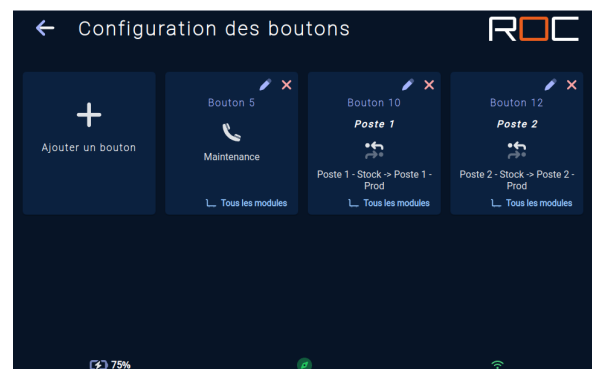 Configuration des boutons
ROC
Ajouter un bouton
Bouton 5
Maintenance
Tous les modules
Bouton 10
Poste 1
Poste 1 - Stock -> Poste 1 -
Prod
Tous les modules
Bouton 12
Poste 2
Poste 2 - Stock -> Poste 2 -
Prod
Tous les modules
75%